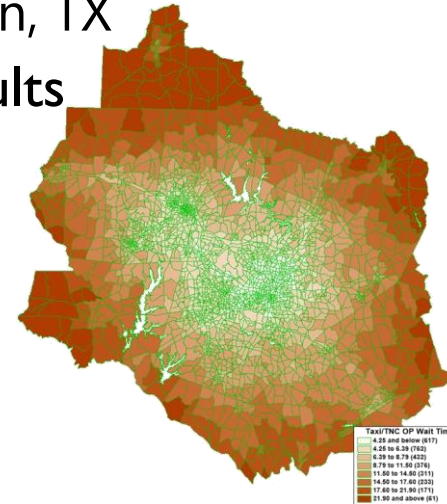 n, TX
ults
Taxi/TNC OP Wait Tim
4.25 and below (617)
4.25 to 6.39 (762)
6.39 to 8.79 (422)
8.79 to 11.50 (376)
11.50 to 14.50 (311)
14.50 to 17.60 (233)
17.60 to 21.90 (171)
21.90 and above (61)